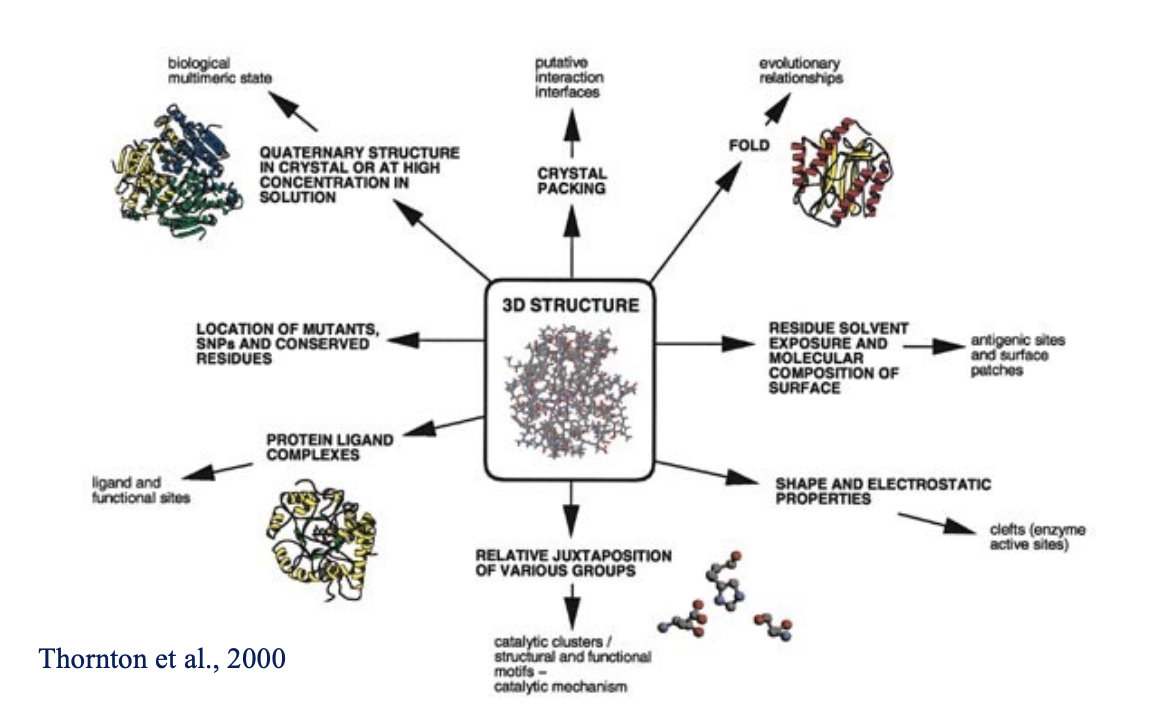 biological
multimeric state
putative
interaction
interfaces
evolutionary
relationships
QUATERNARY STRUCTURE
IN CRYSTAL OR AT HIGH
CONCENTRATION IN
SOLUTION
CRYSTAL
PACKING
FOLD
3D STRUCTURE
LOCATION OF MUTANTS,
SNPs AND CONSERVED
RESIDUES
RESIDUE SOLVENT
EXPOSURE AND
MOLECULAR
COMPOSITION OF
SURFACE
antigenic sites
and surface
patches
PROTEIN LIGAND
COMPLEXES
ligand and
functional sites
SHAPE AND ELECTROSTATIC
PROPERTIES
clefts (enzyme
active sites)
RELATIVE JUXTAPOSITION
OF VARIOUS GROUPS
catalytic clusters /
structural and functional
motifs –
catalytic mechanism
Thornton et al., 2000